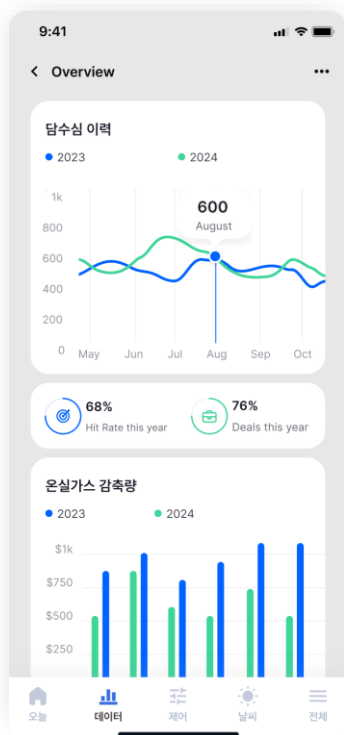 9:41
Overview
담수심 이력
2023 2024
1k
800
600
400
200
0
600
August
May Jun Jul Aug Sep Oct
68%
Hit Rate this year
76%
Deals this year
온실가스 감축량
2023 2024
$1k
$750
$500
$250
오늘 데이터 제어 날씨 전체